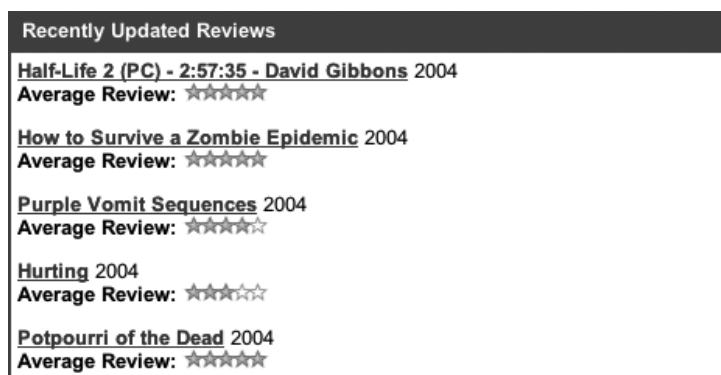 Recently Updated Reviews
Half-Life 2 (PC) - 2:57:35 - David Gibbons 2004
Average Review:
How to Survive a Zombie Epidemic 2004
Average Review:
Purple Vomit Sequences 2004
Average Review:
Hurting 2004
Average Review:
Potpourri of the Dead 2004
Average Review: